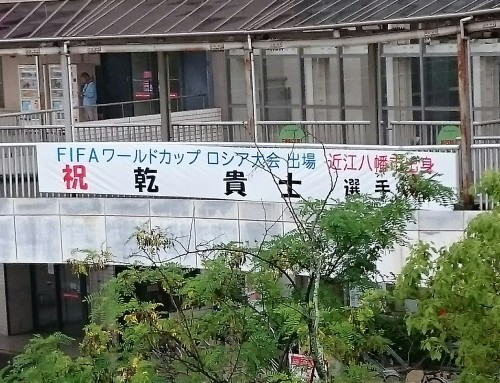 FIFAワールドカップ ロシア大会 出場 近江八幡市出身
祝 乾 貴士 選手